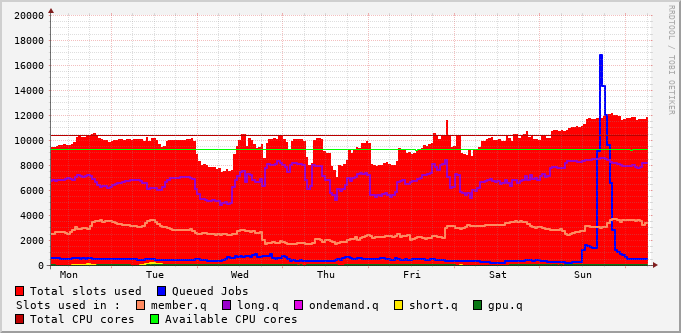 20000
18000
16000
14000
12000
10000
8000
6000
4000
2000
0
Mon Tue Wed Thu Fri Sat Sun
RRDTOOL / TOBI OETIKER
Total slots used Queued Jobs
Slots used in : member.q long.q ondemand.q short.q gpu.q
Total CPU cores Available CPU cores